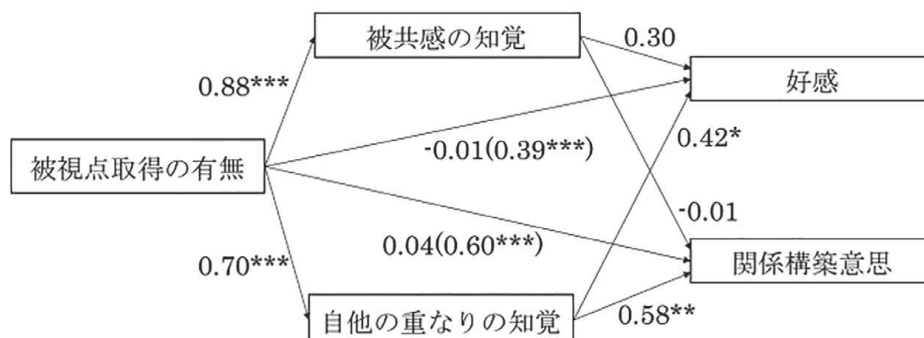 被共感の知覚
0.30
好感
0.88***
-0.01(0.39***)
0.42*
被視点取得の有無
-0.01
0.04(0.60***)
関係構築意思
0.70***
自他の重なりの知覚
0.58**